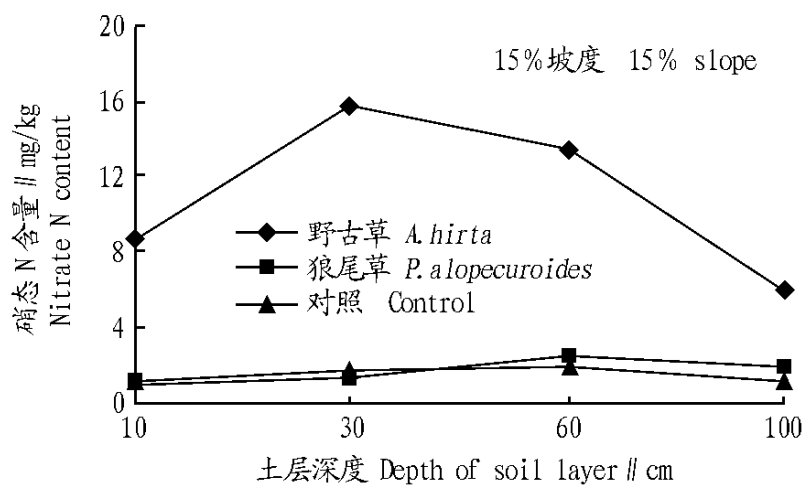 20
16
12
8
4
0
10
30
60
100
15%坡度 15% slope
野古草 A.hirta
狼尾草 P.alopecuroides
对照 Control
硝态 N 含量∥mg/kg
Nitrate N content
土层深度 Depth of soil layer∥cm